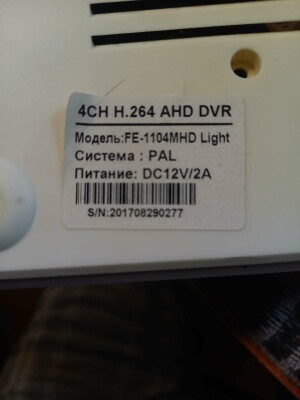 4CH H.264 AHD DVR
Модель:FE-1104MHD Light
Система : PAL
Питание: DC12V/2A
S/N:201708290277